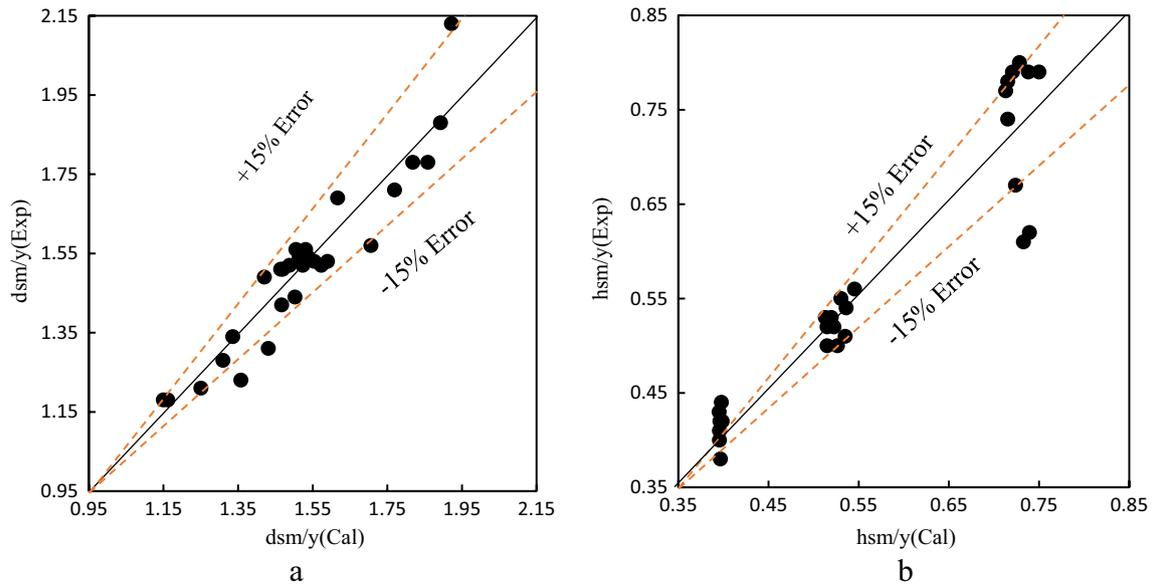 2.15
1.95
1.75
1.55
1.35
1.15
0.95
0.95 1.15 1.35 1.55 1.75 1.95 2.15
dsm/y(Exp)
dsm/y(Cal)
+15% Error
-15% Error
a
0.85
0.75
0.65
0.55
0.45
0.35
0.35 0.45 0.55 0.65 0.75 0.85
hsm/y(Exp)
hsm/y(Cal)
+15% Error
-15% Error
b